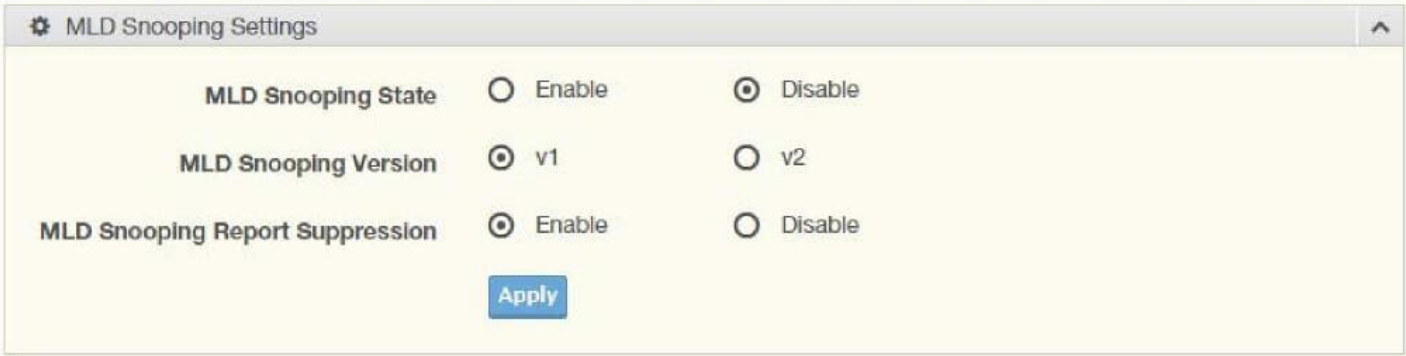 MLD Snooping Settings
MLD Snooping State Enable Disable
MLD Snooping Version v1 v2
MLD Snooping Report Suppression Enable Disable
Apply